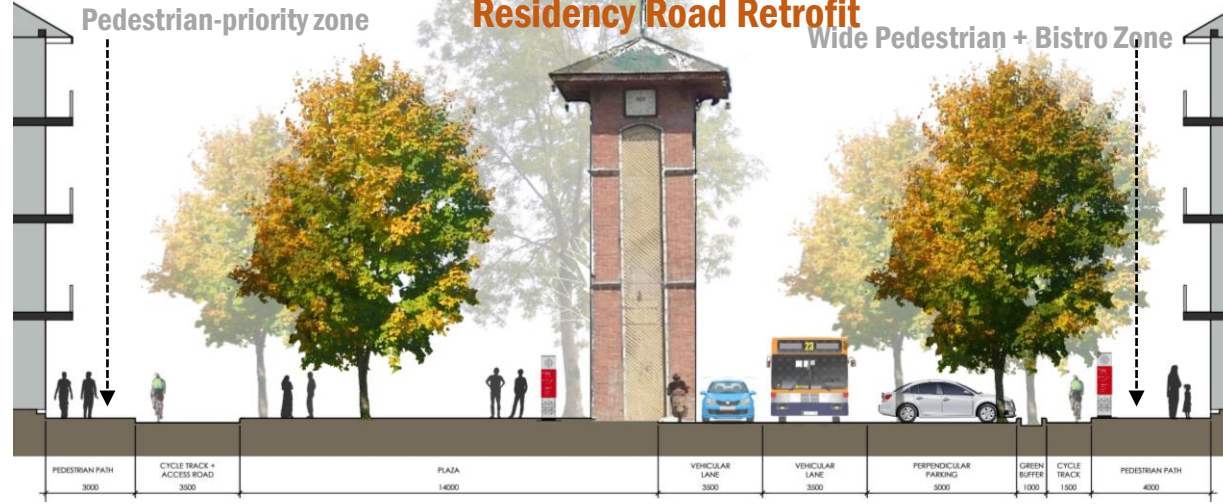 Residency Road Retrofit
Pedestrian-priority zone
Wide Pedestrian + Bistro Zone
23
PEDESTRIAN PATH
3000
CYCLE TRACK +
ACCESS ROAD
3500
PLAZA
14000
VEHICULAR
LANE
3500
VEHICULAR
LANE
3500
PERPENDICULAR
PARKING
5000
GREEN
BUFFER
1000
CYCLE
TRACK
1500
PEDESTRIAN PATH
4000